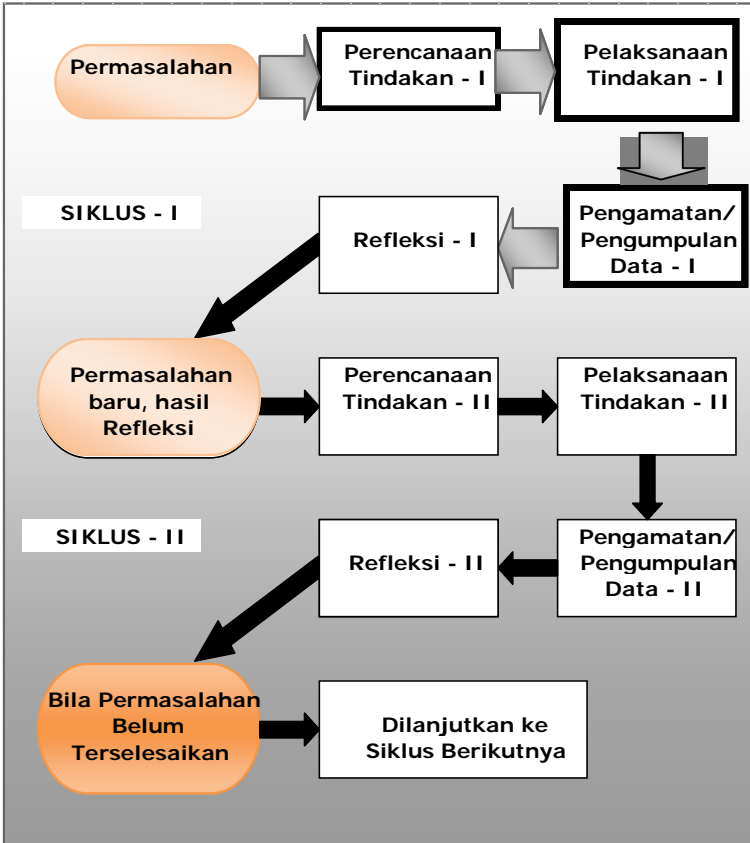 Permasalahan
Perencanaan
Tindakan - I
Pelaksanaan
Tindakan - I
SIKLUS - I
Refleksi - I
Pengamatan/
Pengumpulan
Data - I
Permasalahan
baru, hasil
Refleksi
Perencanaan
Tindakan - II
Pelaksanaan
Tindakan - II
SIKLUS - II
Refleksi - II
Pengamatan/
Pengumpulan
Data - II
Bila Permasalahan
Belum
Terselesaikan
Dilanjutkan ke
Siklus Berikutnya